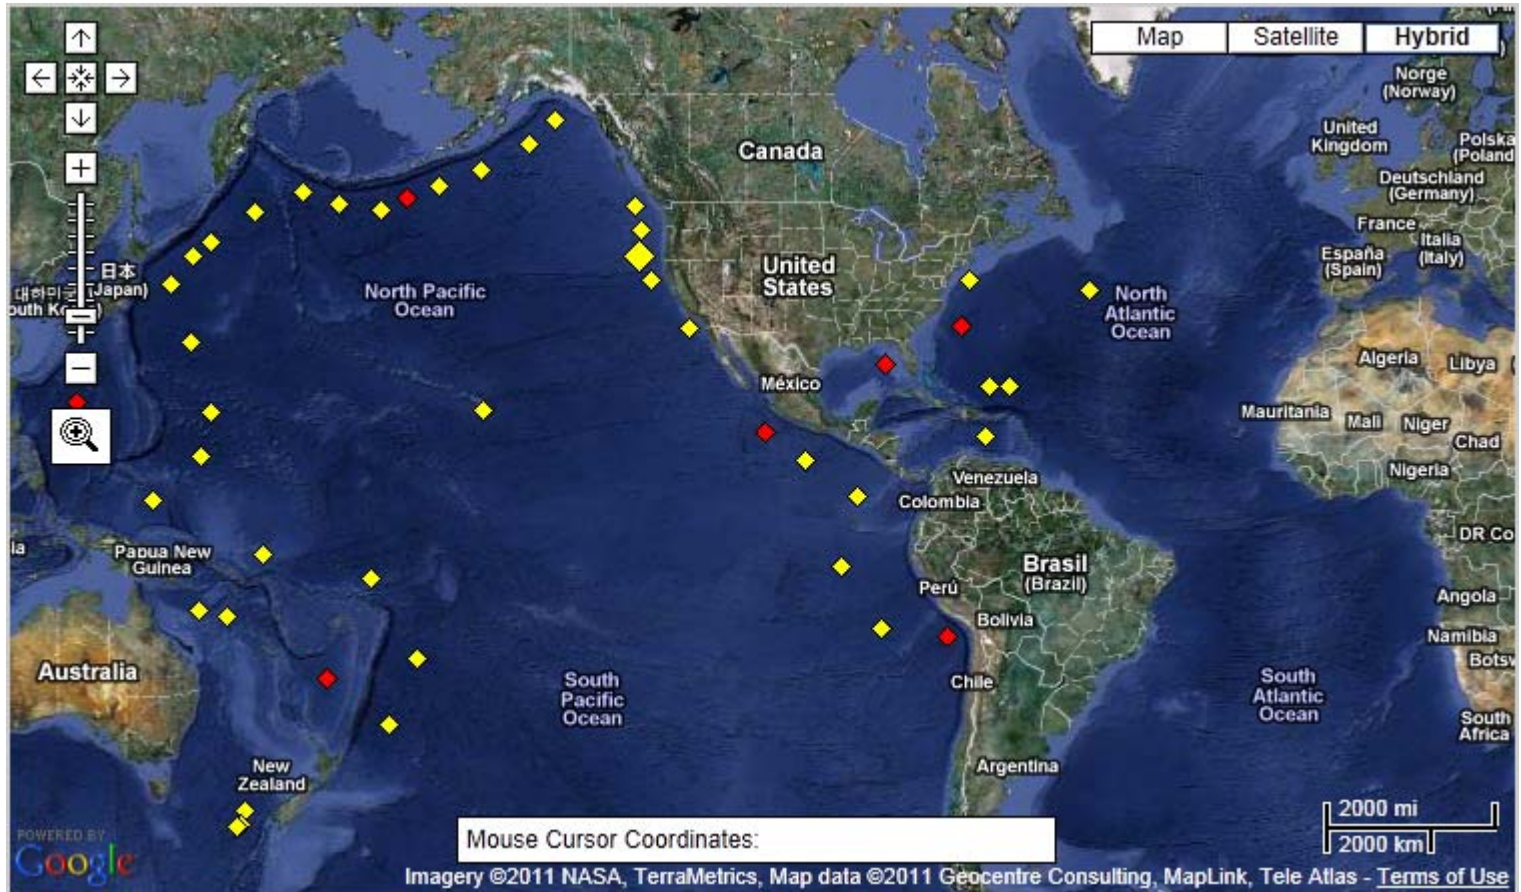 Map
Satellite
Hybrid
Norge
(Norway)
United
Kingdom
Polska
(Poland
Canada
Deutschland
(Germany)
France
Italia
(Italy)
España
(Spain)
日本
(Japan)
North Pacific
Ocean
United
States
North
Atlantic
Ocean
México
Algeria
Libya
Mauritania
Mali
Niger
Chad
Nigeria
Venezuela
Colombia
DR Co
Papua New
Guinea
Brasil
(Brazil)
Perú
Bolivia
Angola
Namibia
Botsw
Australia
South
Pacific
Ocean
Chile
South
Atlantic
Ocean
South
Africa
New
Zealand
Argentina
2000 mi
2000 km
Mouse Cursor Coordinates:
POWERED BY
Google
Imagery ©2011 NASA, TerraMetrics, Map data ©2011 Geocentre Consulting, MapLink, Tele Atlas - Terms of Use